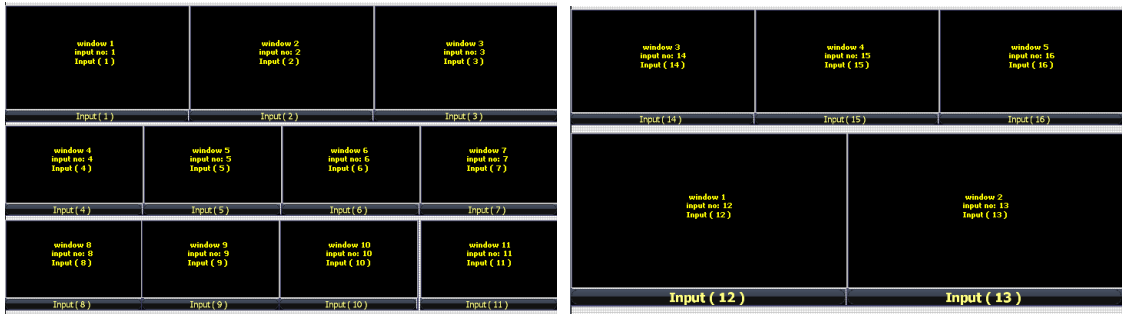 window 1
input no: 1
Input ( 1 )
window 2
input no: 2
Input ( 2 )
window 3
input no: 3
Input ( 3 )
Input ( 1 )
Input ( 2 )
Input ( 3 )
window 4
input no: 4
Input ( 4 )
window 5
input no: 5
Input ( 5 )
window 6
input no: 6
Input ( 6 )
window 7
input no: 7
Input ( 7 )
Input ( 4 )
Input ( 5 )
Input ( 6 )
Input ( 7 )
window 8
input no: 8
Input ( 8 )
window 9
input no: 9
Input ( 9 )
window 10
input no: 10
Input ( 10 )
window 11
input no: 11
Input ( 11 )
Input ( 8 )
Input ( 9 )
Input ( 10 )
Input ( 11 )
window 3
input no: 14
Input ( 14 )
window 4
input no: 15
Input ( 15 )
window 5
input no: 16
Input ( 16 )
Input ( 14 )
Input ( 15 )
Input ( 16 )
window 1
input no: 12
Input ( 12 )
window 2
input no: 13
Input ( 13 )
Input ( 12 )
Input ( 13 )